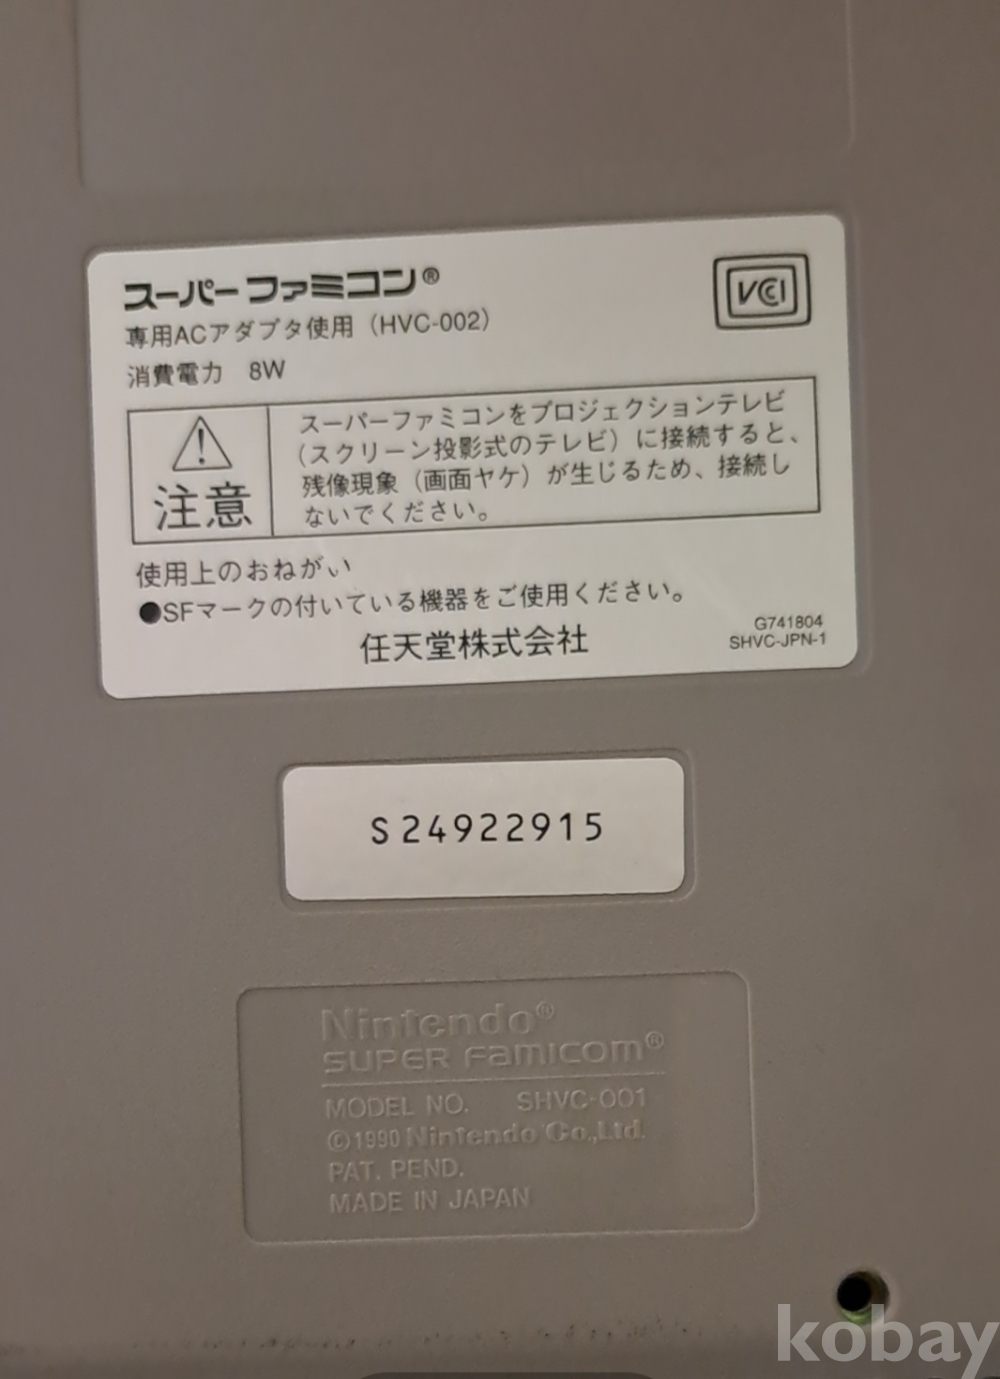 スーパーファミコン®
専用ACアダプタ使用（HVC-002）
消費電力　8W
VCCI
注意
スーパーファミコンをプロジェクションテレビ
（スクリーン投影式のテレビ）に接続すると、
残像現象（画面ヤケ）が生じるため、接続し
ないでください。
使用上のおねがい
●SFマークの付いている機器をご使用ください。
任天堂株式会社
G741804
SHVC-JPN-1
S24922915
Nintendo®
SUPER FAMICOM®
MODEL NO. SHVC-001
©1990 Nintendo Co.,Ltd.
PAT. PEND.
MADE IN JAPAN
kobay